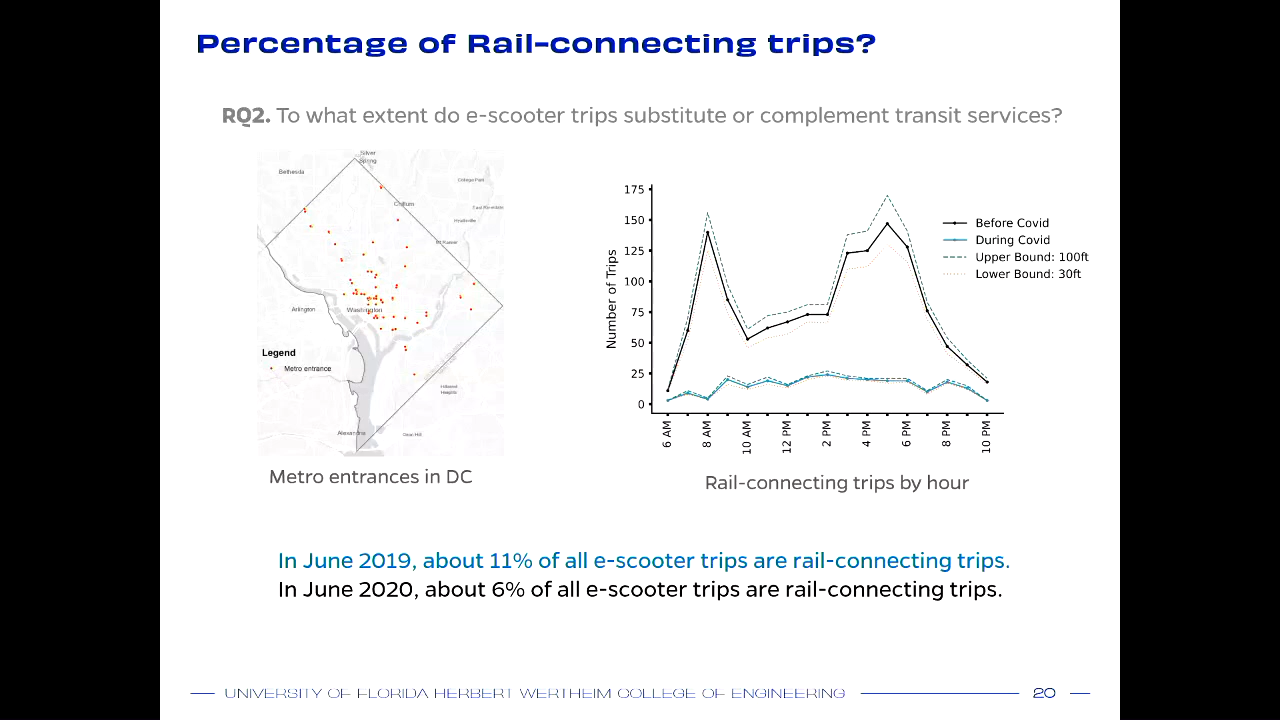 Percentage of Rail-connecting trips?
RQ2. To what extent do e-scooter trips substitute or complement transit services?
Silver
Spring
Bethesda
College Park
Chillum
East Riverdale
Hyattsville
Mt Rainier
Arlington
Washington
Legend
Metro entrance
Hillcrest
Heights
Alexandria
Oxon Hill
Metro entrances in DC
Number of Trips
175
150
125
100
75
50
25
0
6 AM
8 AM
10 AM
12 PM
2 PM
4 PM
6 PM
8 PM
10 PM
Before Covid
During Covid
Upper Bound: 100ft
Lower Bound: 30ft
Rail-connecting trips by hour
In June 2019, about 11% of all e-scooter trips are rail-connecting trips.
In June 2020, about 6% of all e-scooter trips are rail-connecting trips.
UNIVERSITY OF FLORIDA HERBERT WERTHEIM COLLEGE OF ENGINEERING
20